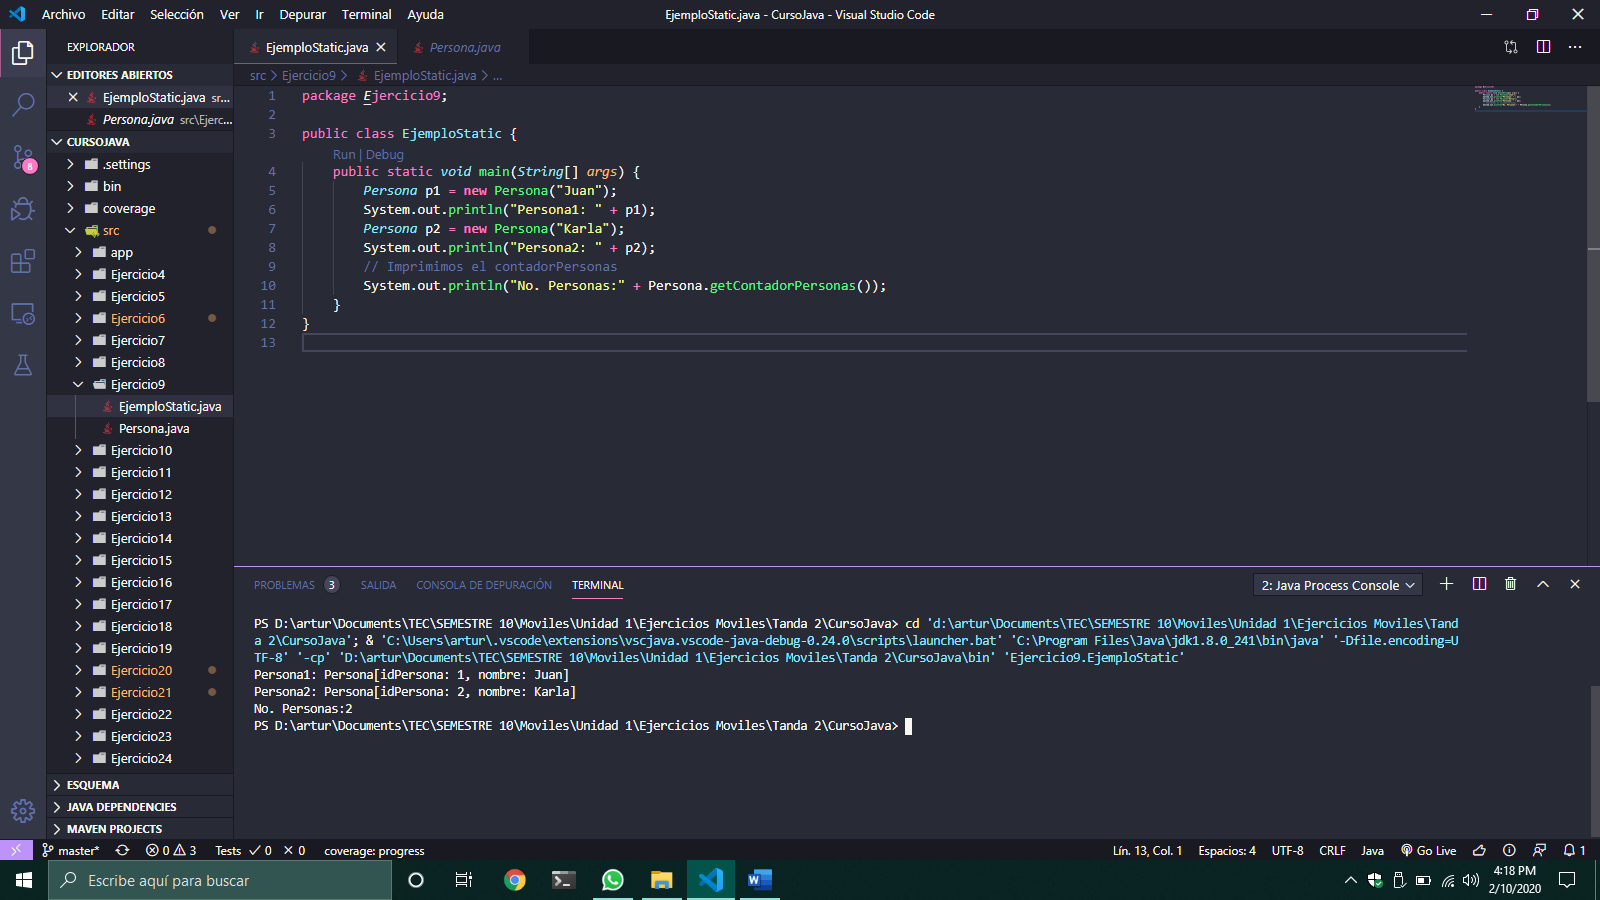 Archivo Editar Selección Ver Ir Depurar Terminal Ayuda EjemploStatic.java - CursoJava - Visual Studio Code
EXPLORADOR
EDITORES ABIERTOS
EjemploStatic.java sr...
Persona.java src\Ejerc...
CURSOJAVA
.settings
bin
coverage
src
app
Ejercicio4
Ejercicio5
Ejercicio6
Ejercicio7
Ejercicio8
Ejercicio9
EjemploStatic.java
Persona.java
Ejercicio10
Ejercicio11
Ejercicio12
Ejercicio13
Ejercicio14
Ejercicio15
Ejercicio16
Ejercicio17
Ejercicio18
Ejercicio19
Ejercicio20
Ejercicio21
Ejercicio22
Ejercicio23
Ejercicio24
ESQUEMA
JAVA DEPENDENCIES
MAVEN PROJECTS
8
EjemploStatic.java Persona.java
src > Ejercicio9 > EjemploStatic.java > ...
1 package Ejercicio9;
2
3 public class EjemploStatic {
Run | Debug
4 public static void main(String[] args) {
5 Persona p1 = new Persona("Juan");
6 System.out.println("Persona1: " + p1);
7 Persona p2 = new Persona("Karla");
8 System.out.println("Persona2: " + p2);
9 // Imprimimos el contadorPersonas
10 System.out.println("No. Personas:" + Persona.getContadorPersonas());
11 }
12 }
13
PROBLEMAS 3 SALIDA CONSOLA DE DEPURACIÓN TERMINAL 2: Java Process Console
PS D:\artur\Documents\TEC\SEMESTRE 10\Moviles\Unidad 1\Ejercicios Moviles\Tanda 2\CursoJava> cd 'd:\artur\Documents\TEC\SEMESTRE 10\Moviles\Unidad 1\Ejercicios Moviles\Tand
a 2\CursoJava'; & 'C:\Users\artur\.vscode\extensions\vscjava.vscode-java-debug-0.24.0\scripts\launcher.bat' 'C:\Program Files\Java\jdk1.8.0_241\bin\java' '-Dfile.encoding=U
TF-8' '-cp' 'D:\artur\Documents\TEC\SEMESTRE 10\Moviles\Unidad 1\Ejercicios Moviles\Tanda 2\CursoJava\bin' 'Ejercicio9.EjemploStatic'
Persona1: Persona[idPersona: 1, nombre: Juan]
Persona2: Persona[idPersona: 2, nombre: Karla]
No. Personas:2
PS D:\artur\Documents\TEC\SEMESTRE 10\Moviles\Unidad 1\Ejercicios Moviles\Tanda 2\CursoJava>
master* 0 3 Tests 0 0 coverage: progress Lín. 13, Col. 1 Espacios: 4 UTF-8 CRLF Java Go Live 1
Escribe aquí para buscar
4:18 PM
2/10/2020